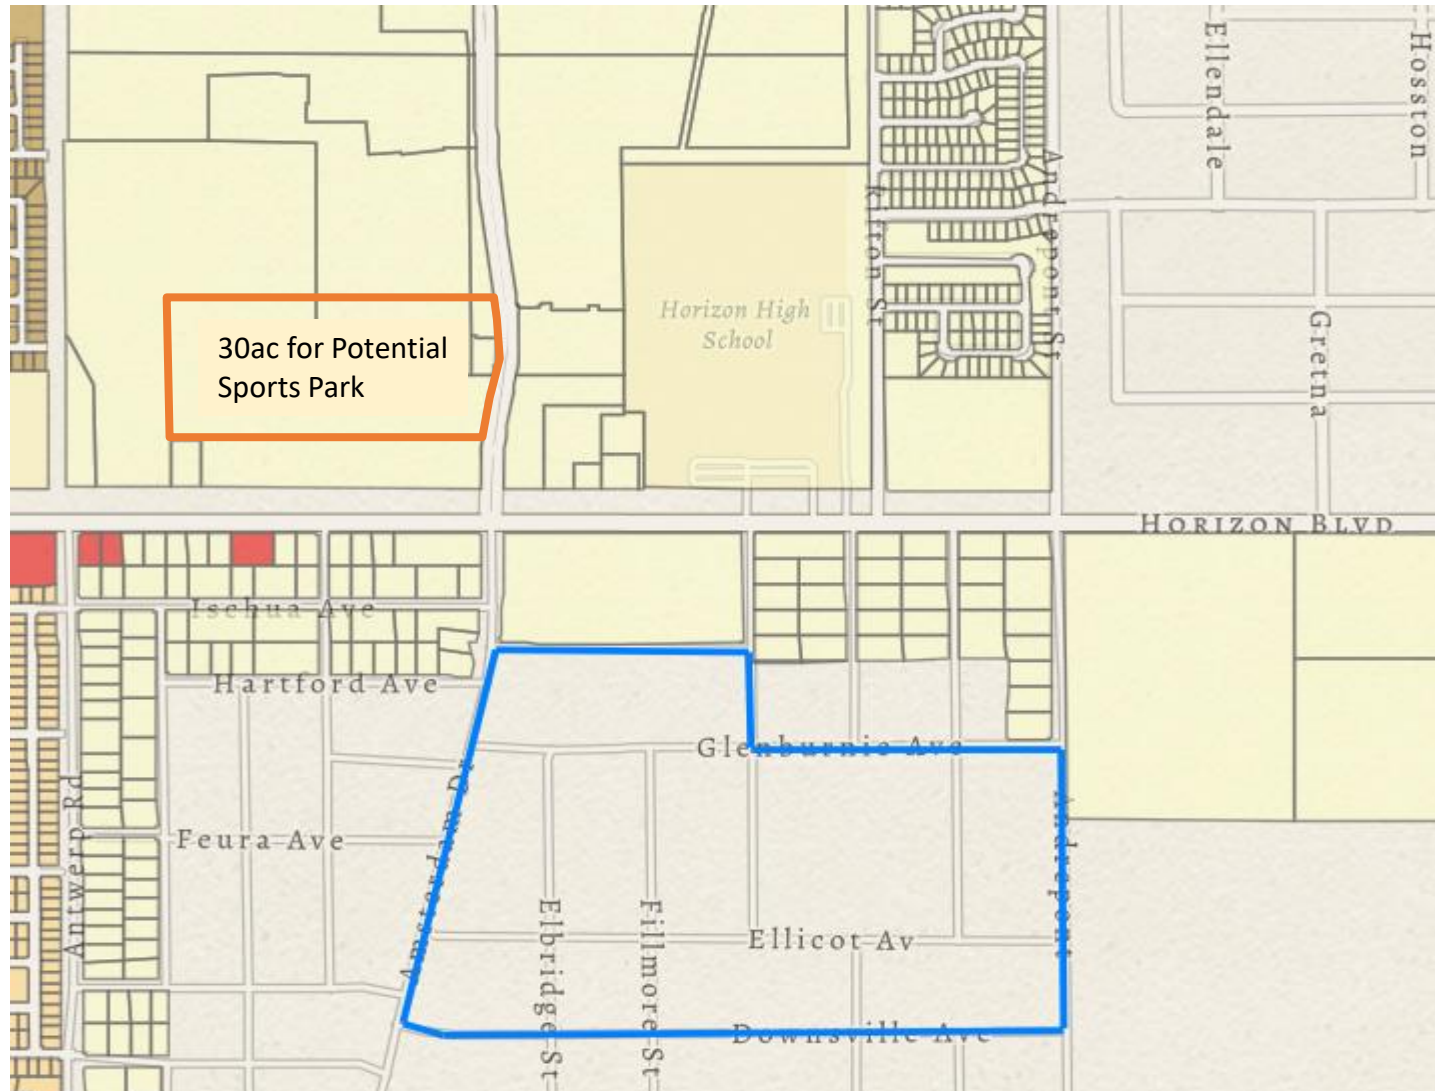 Ellendale
Hosston
Andrepont St
Kifton St
Horizon High
School
Gretna
30ac for Potential
Sports Park
HORIZON BLVD
Ischua Ave
Hartford Ave
Glenburnie Ave
Antwerp Rd
Amsterdam Dr
Andrepont
Feura Ave
Elbridge St
Fillmore St
Ellicot Av
Downsville Ave